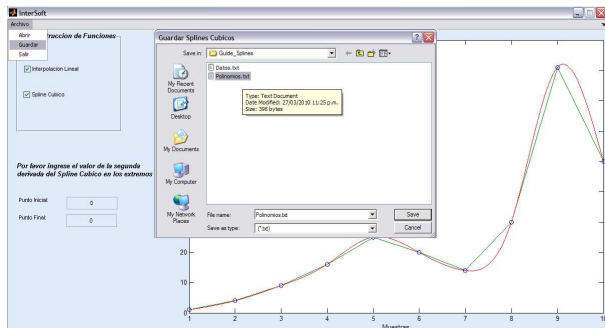 InterSoft
Archivo
Abrir
Guardar
Salir
truccion de Funciones
Interpolacion Lineal
Spline Cubico
Por favor ingrese el valor de la segunda
derivada del Spline Cubico en los extremos
Punto Inicial:
0
Punto Final:
0
Guardar Splines Cubicos
Save in:
Guide_Splines
My Recent
Documents
Desktop
My Documents
My Computer
My Network
Places
Datos.txt
Polinomios.txt
Type: Text Document
Date Modified: 27/03/2010 11:25 p.m.
Size: 396 bytes
File name:
Polinomios.txt
Save
Save as type:
(*.txt)
Cancel
20
10
0
1 2 3 4 5 6 7 8 9 10
Muestras